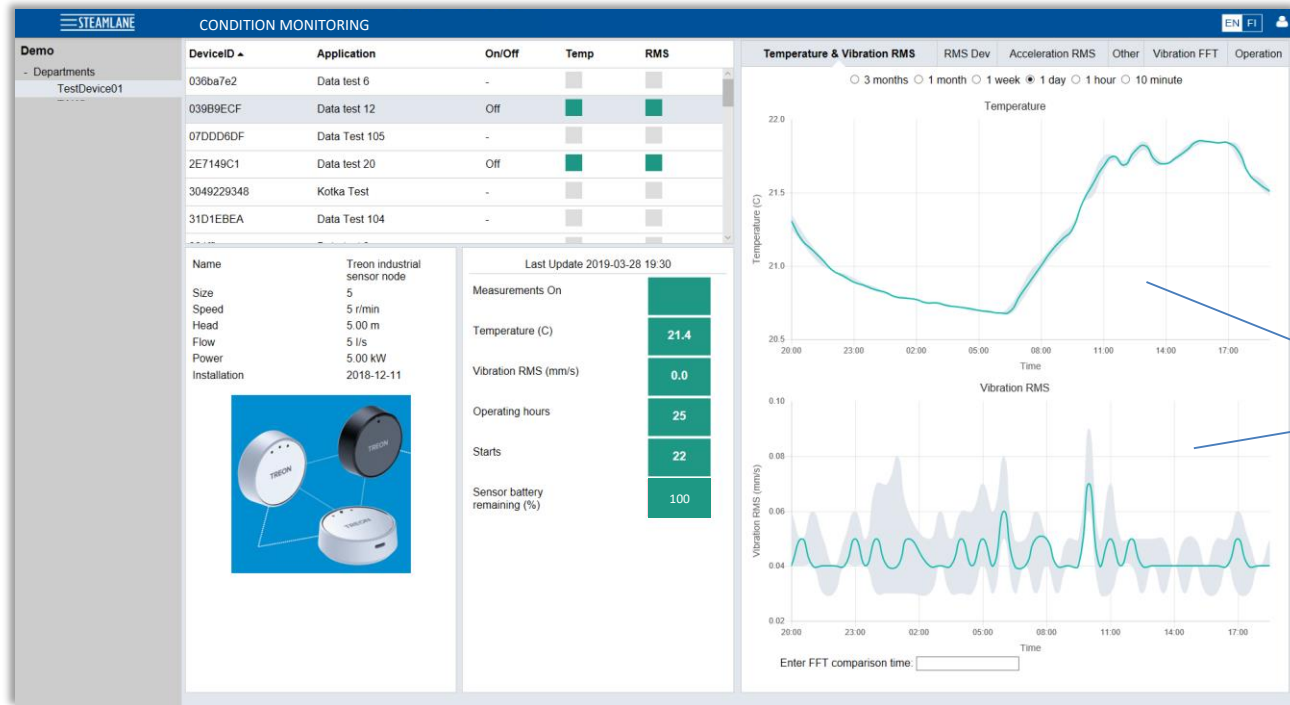 STEAMLANE CONDITION MONITORING EN FI
Demo
- Departments
TestDevice01
DeviceID Application On/Off Temp RMS
036ba7e2 Data test 6 -
039B9ECF Data test 12 Off
07DDD6DF Data Test 105 -
2E7149C1 Data test 20 Off
3049229348 Kotka Test -
31D1EBEA Data Test 104 -
Name Treon industrial
sensor node
Size 5
Speed 5 r/min
Head 5.00 m
Flow 5 l/s
Power 5.00 kW
Installation 2018-12-11
TREON
TREON
TREON
Last Update 2019-03-28 19:30
Measurements On
Temperature (C) 21.4
Vibration RMS (mm/s) 0.0
Operating hours 25
Starts 22
Sensor battery
remaining (%) 100
Temperature & Vibration RMS RMS Dev Acceleration RMS Other Vibration FFT Operation
3 months 1 month 1 week 1 day 1 hour 10 minute
Temperature
22.0
21.5
21.0
20.5
Temperature (C)
20:00 23:00 02:00 05:00 08:00 11:00 14:00 17:00
Time
Vibration RMS
0.10
0.08
0.06
0.04
0.02
Vibration RMS (mm/s)
20:00 23:00 02:00 05:00 08:00 11:00 14:00 17:00
Time
Enter FFT comparison time: